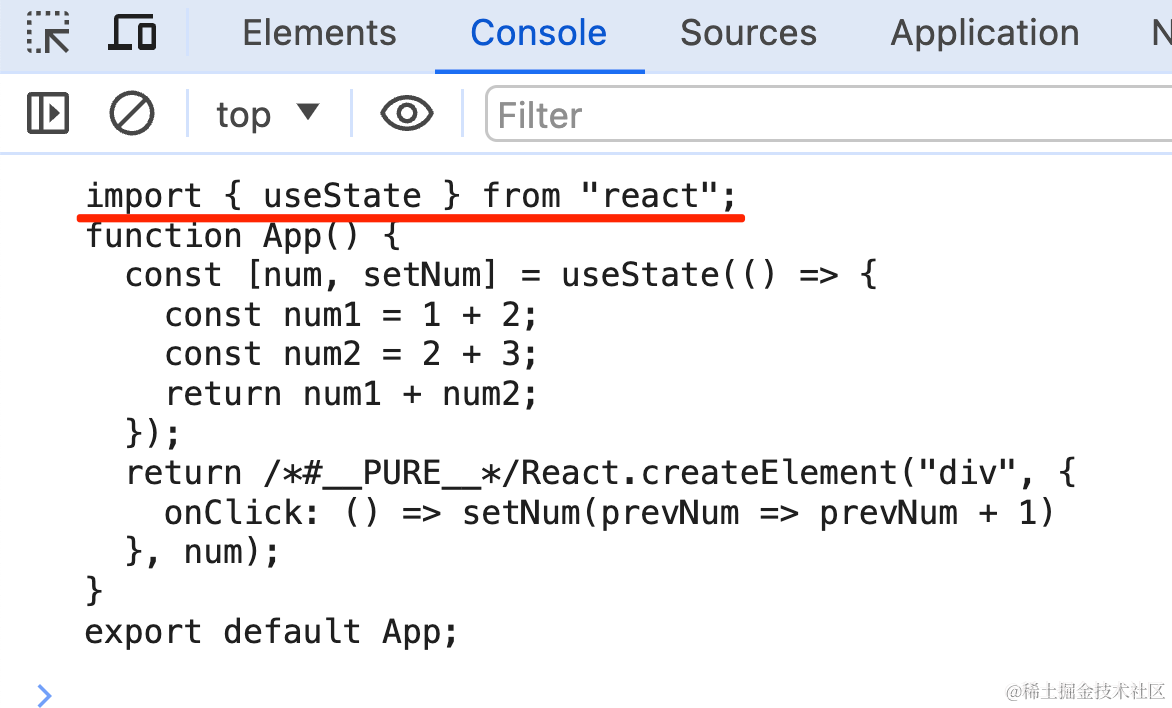 Elements Console Sources Application N
top Filter
import { useState } from "react";
function App() {
  const [num, setNum] = useState(() => {
    const num1 = 1 + 2;
    const num2 = 2 + 3;
    return num1 + num2;
  });
  return /*#__PURE__*/React.createElement("div", {
    onClick: () => setNum(prevNum => prevNum + 1)
  }, num);
}
export default App;
@稀土掘金技术社区